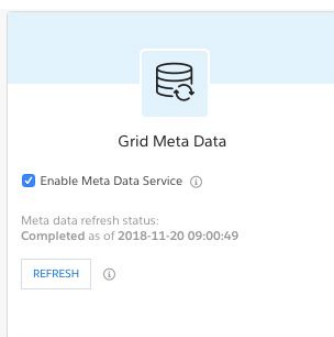 Grid Meta Data
Enable Meta Data Service
Meta data refresh status:
Completed as of 2018-11-20 09:00:49
REFRESH